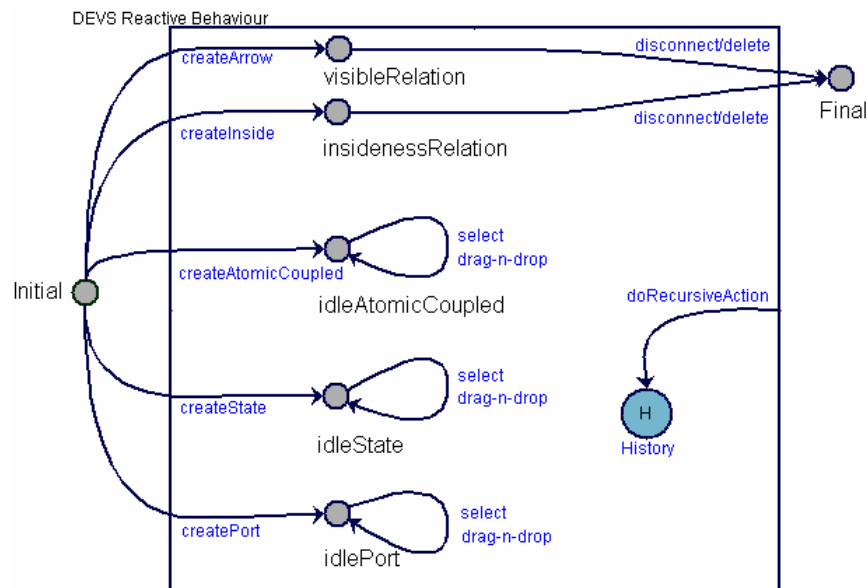 DEVS Reactive Behaviour
createArrow
visibleRelation
disconnect/delete
Final
createInside
insidenessRelation
disconnect/delete
Initial
createAtomicCoupled
idleAtomicCoupled
select
drag-n-drop
doRecursiveAction
createState
idleState
select
drag-n-drop
H
History
createPort
idlePort
select
drag-n-drop